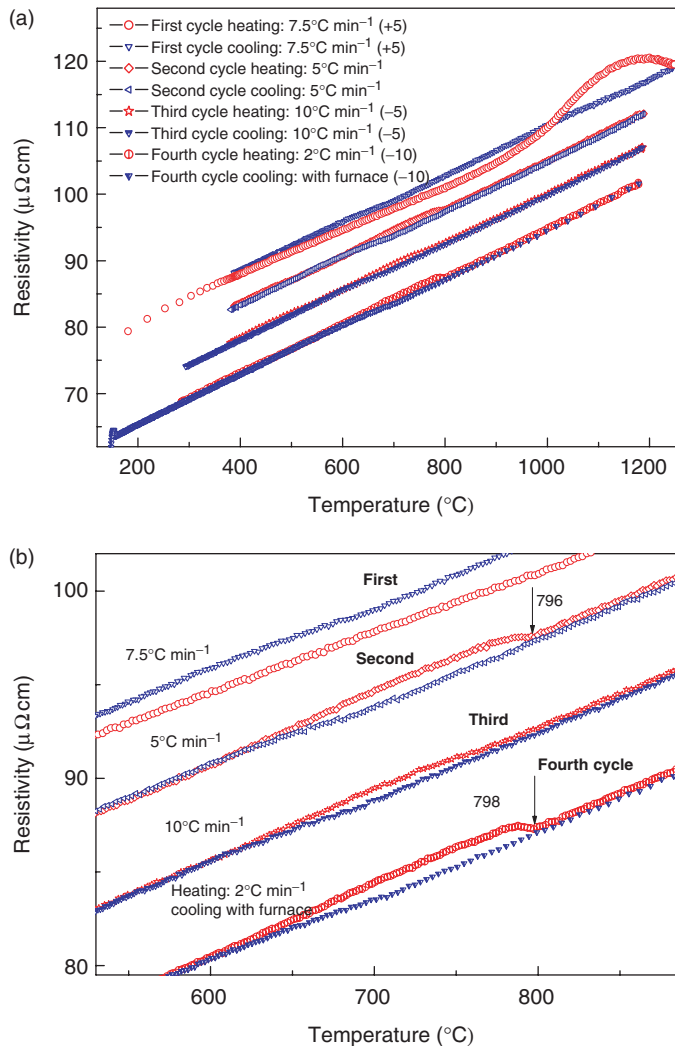 (a)
First cycle heating: 7.5°C min⁻¹ (+5)
First cycle cooling: 7.5°C min⁻¹ (+5)
Second cycle heating: 5°C min⁻¹
Second cycle cooling: 5°C min⁻¹
Third cycle heating: 10°C min⁻¹ (−5)
Third cycle cooling: 10°C min⁻¹ (−5)
Fourth cycle heating: 2°C min⁻¹ (−10)
Fourth cycle cooling: with furnace (−10)
120
110
100
90
80
70
Resistivity (μΩcm)
200
400
600
800
1000
1200
Temperature (°C)
(b)
100
90
80
Resistivity (μΩcm)
First
796
7.5°C min⁻¹
Second
5°C min⁻¹
Third
Fourth cycle
798
10°C min⁻¹
Heating: 2°C min⁻¹
cooling with furnace
600
700
800
Temperature (°C)